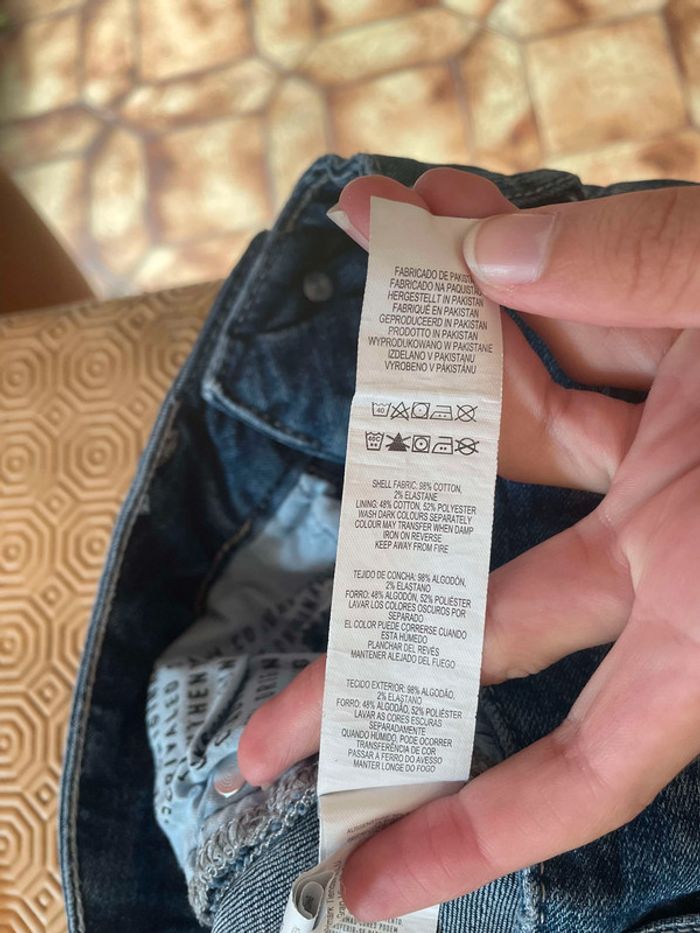 FABRICADO DE
FABRICADO NA
HERGESTELLT IN PAKISTAN
FABRIQUÉ EN PAKISTAN
GEPRODUCEERD IN PAKISTAN
PRODOTTO IN PAKISTAN
WYPRODUKOWANO W PAKISTANIE
IZDELANO V PAKISTANU
VYROBENO V PAKISTÁNU
40
40C
SHELL FABRIC: 98% COTTON,
2% ELASTANE
LINING: 48% COTTON, 52% POLYESTER
WASH DARK COLOURS SEPARATELY
COLOUR MAY TRANSFER WHEN DAMP
IRON ON REVERSE
KEEP AWAY FROM FIRE
TEJIDO DE CONCHA: 98% ALGODÓN,
2% ELASTANE
FORRO: 48% ALGODÓN, 52% POLIÉSTER
LAVAR LOS COLORES OSCUROS POR
SEPARADO
EL COLOR PUEDE CORRERSE CUANDO
ESTA HÚMEDO
PLANCHAR DEL REVÉS
MANTENER ALEJADO DEL FUEGO
TECIDO EXTERIOR: 98% ALGODÃO,
2% ELASTANE
FORRO: 48% ALGODÃO, 52% POLIÉSTER
LAVAR AS CORES ESCURAS
SEPARADAMENTE
QUANDO HÚMIDO, PODE OCORRER
TRANSFERÊNCIA DE COR
PASSAR A FERRO DO AVESSO
MANTER LONGE DO FOGO